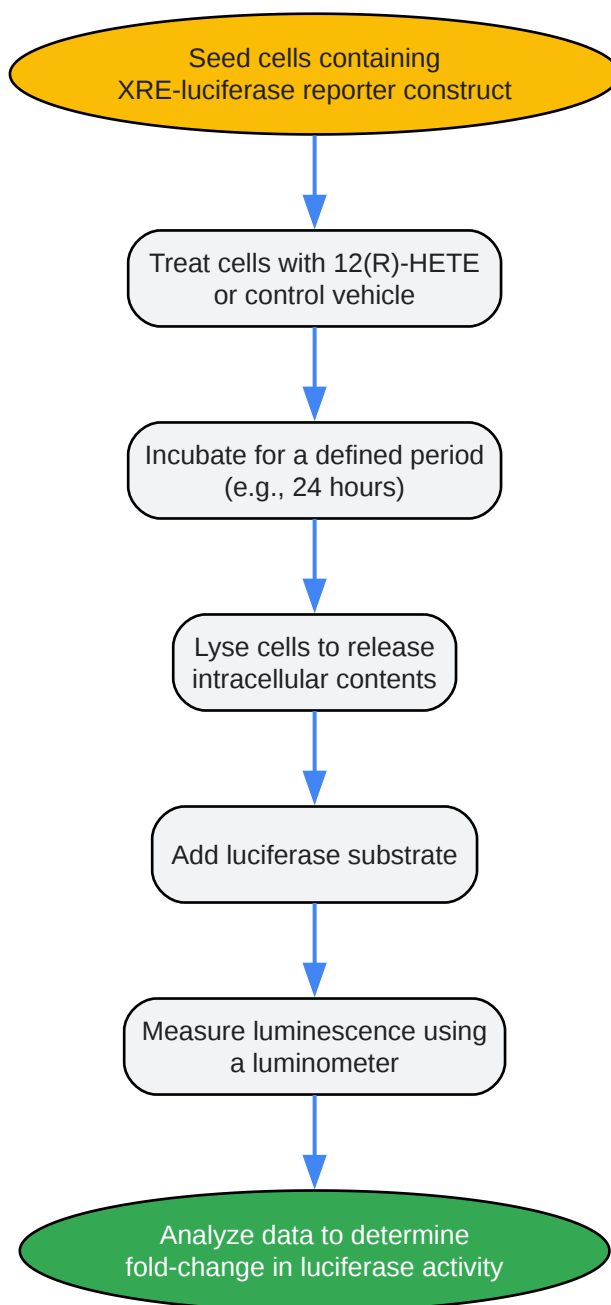 Seed cells containing
XRE-luciferase reporter construct
Treat cells with 12(R)-HETE
or control vehicle
Incubate for a defined period
(e.g., 24 hours)
Lyse cells to release
intracellular contents
Add luciferase substrate
Measure luminescence using
a luminometer
Analyze data to determine
fold-change in luciferase activity